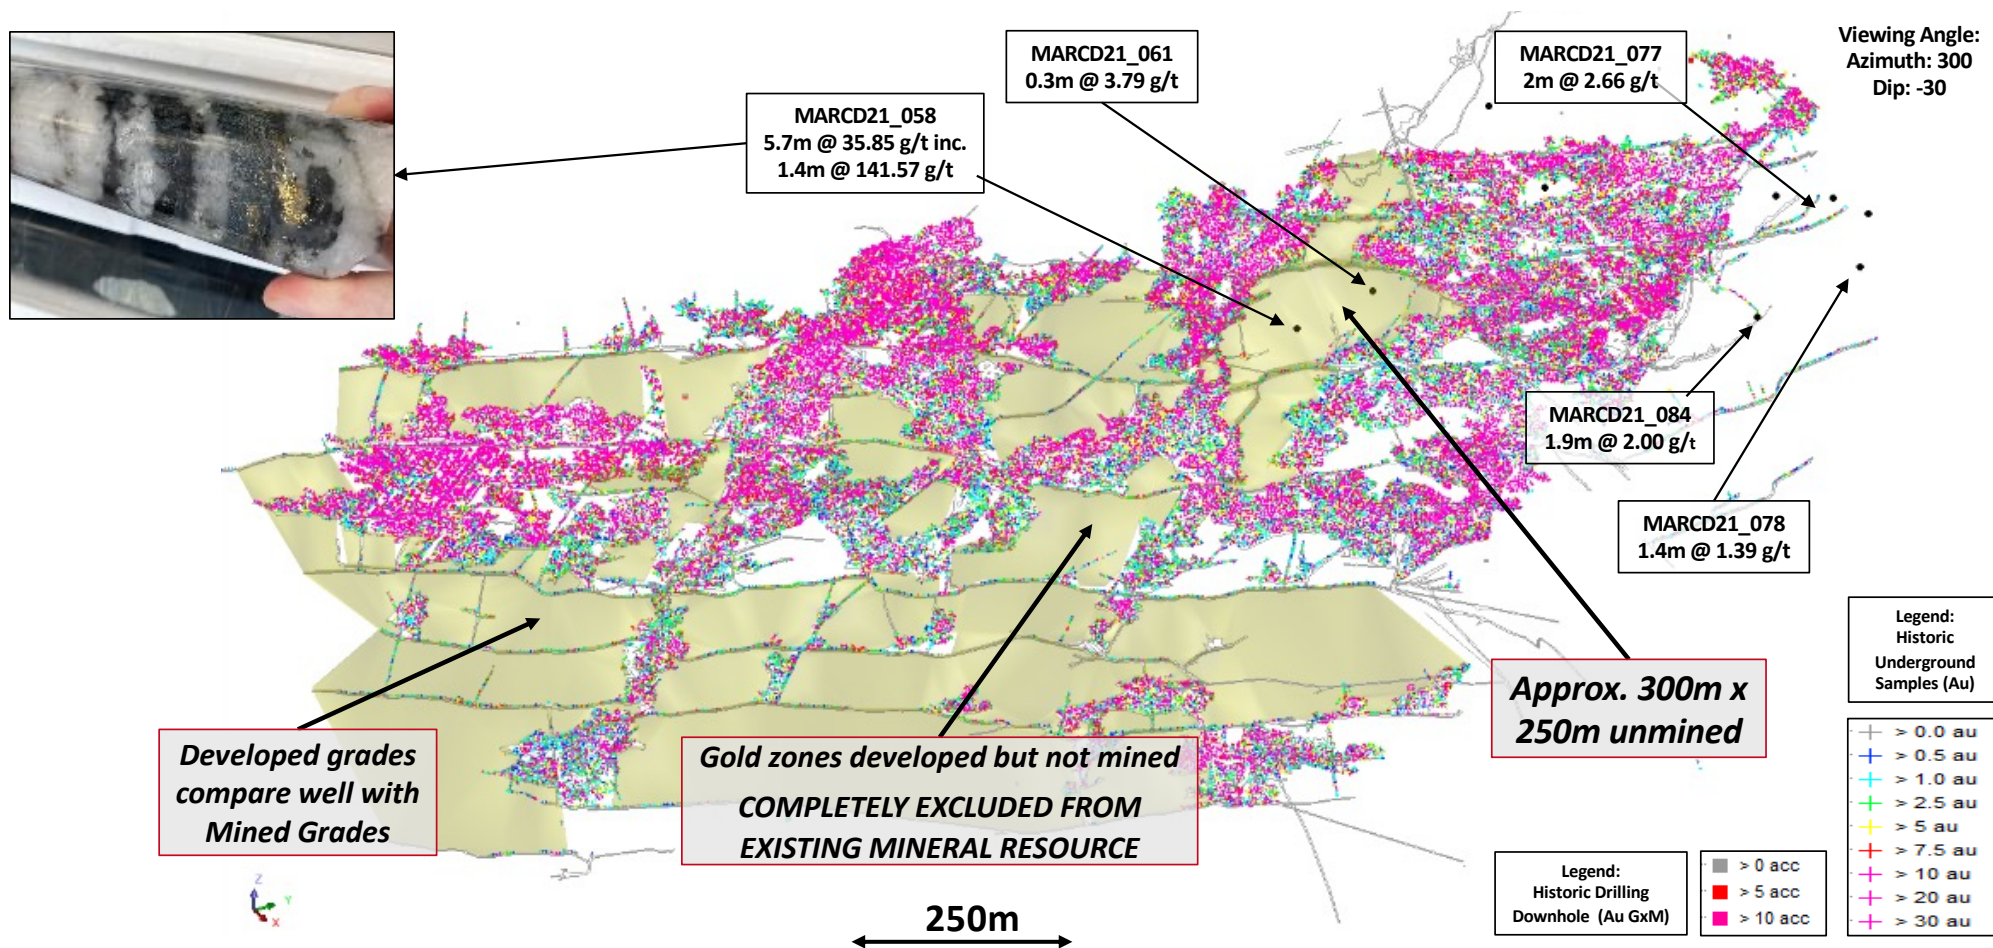 MARCD21_061
0.3m @ 3.79 g/t
MARCD21_077
2m @ 2.66 g/t
Viewing Angle:
Azimuth: 300
Dip: -30
MARCD21_058
5.7m @ 35.85 g/t inc.
1.4m @ 141.57 g/t
MARCD21_084
1.9m @ 2.00 g/t
MARCD21_078
1.4m @ 1.39 g/t
Approx. 300m x
250m unmined
Developed grades
compare well with
Mined Grades
Gold zones developed but not mined
COMPLETELY EXCLUDED FROM
EXISTING MINERAL RESOURCE
Legend:
Historic
Underground
Samples (Au)
> 0.0 au
> 0.5 au
> 1.0 au
> 2.5 au
> 5 au
> 7.5 au
> 10 au
> 20 au
> 30 au
Legend:
Historic Drilling
Downhole (Au GxM)
> 0 acc
> 5 acc
> 10 acc
Z
Y
X
250m